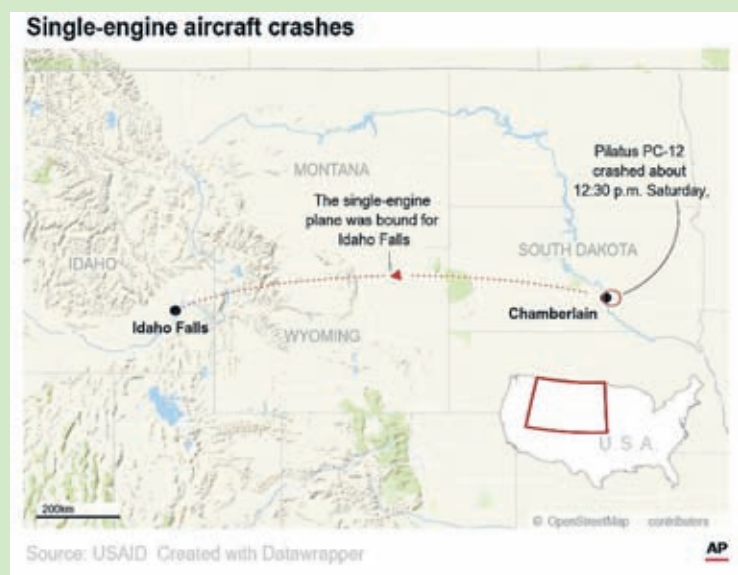 Single-engine aircraft crashes
MONTANA
Pilatus PC-12
crashed about
12:30 p.m. Saturday,
The single-engine
plane was bound for
Idaho Falls
IDAHO
SOUTH DAKOTA
Idaho Falls
Chamberlain
WYOMING
USA
200km
© OpenStreetMap contributors
Source: USAID Created with Datawrapper
AP